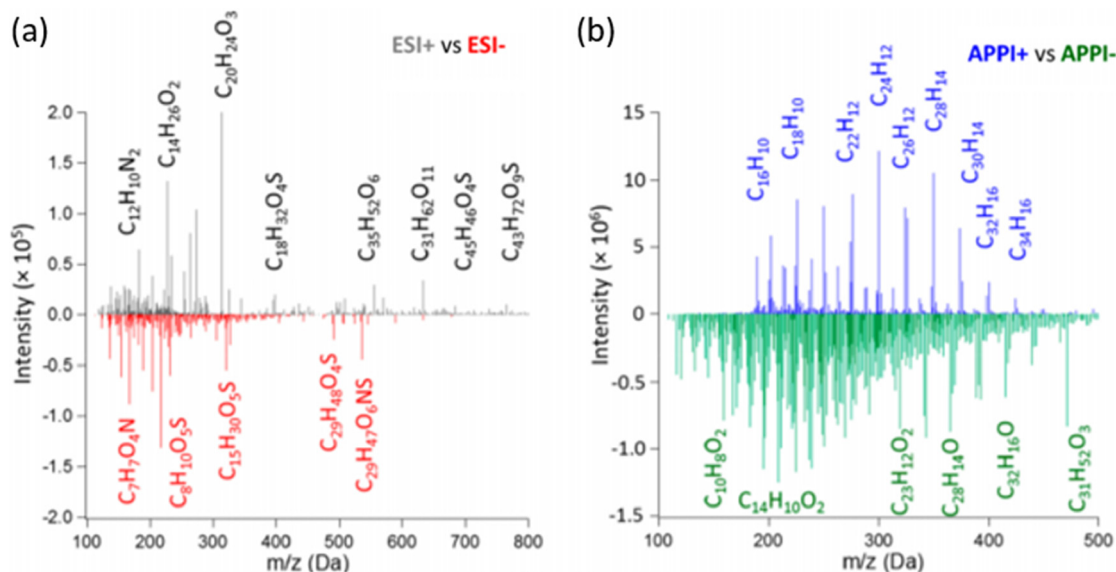 (a)
ESI+ vs ESI-
Intensity (× 10⁵)
2.0
1.5
1.0
0.5
0.0
-0.5
-1.0
-1.5
-2.0
C₁₂H₁₀N₂
C₁₄H₂₆O₂
C₂₀H₂₄O₃
C₁₈H₃₂O₄S
C₃₅H₅₂O₆
C₃₁H₆₂O₁₁
C₄₅H₄₆O₄S
C₄₃H₇₂O₉S
C₇H₇O₄N
C₈H₁₀O₅S
C₁₅H₃₀O₅S
C₂₉H₄₈O₄S
C₂₉H₄₇O₆NS
100 200 300 400 500 600 700 800
m/z (Da)
(b)
APPI+ vs APPI-
Intensity (× 10⁶)
15
10
5
0
-0.5
-1.0
-1.5
C₁₆H₁₀
C₁₈H₁₀
C₂₂H₁₂
C₂₄H₁₂
C₂₆H₁₂
C₂₈H₁₄
C₃₀H₁₄
C₃₂H₁₆
C₃₄H₁₆
C₁₀H₈O₂
C₁₄H₁₀O₂
C₂₃H₁₂O₂
C₂₈H₁₄O
C₃₂H₁₆O
C₃₁H₅₂O₃
100 200 300 400 500
m/z (Da)